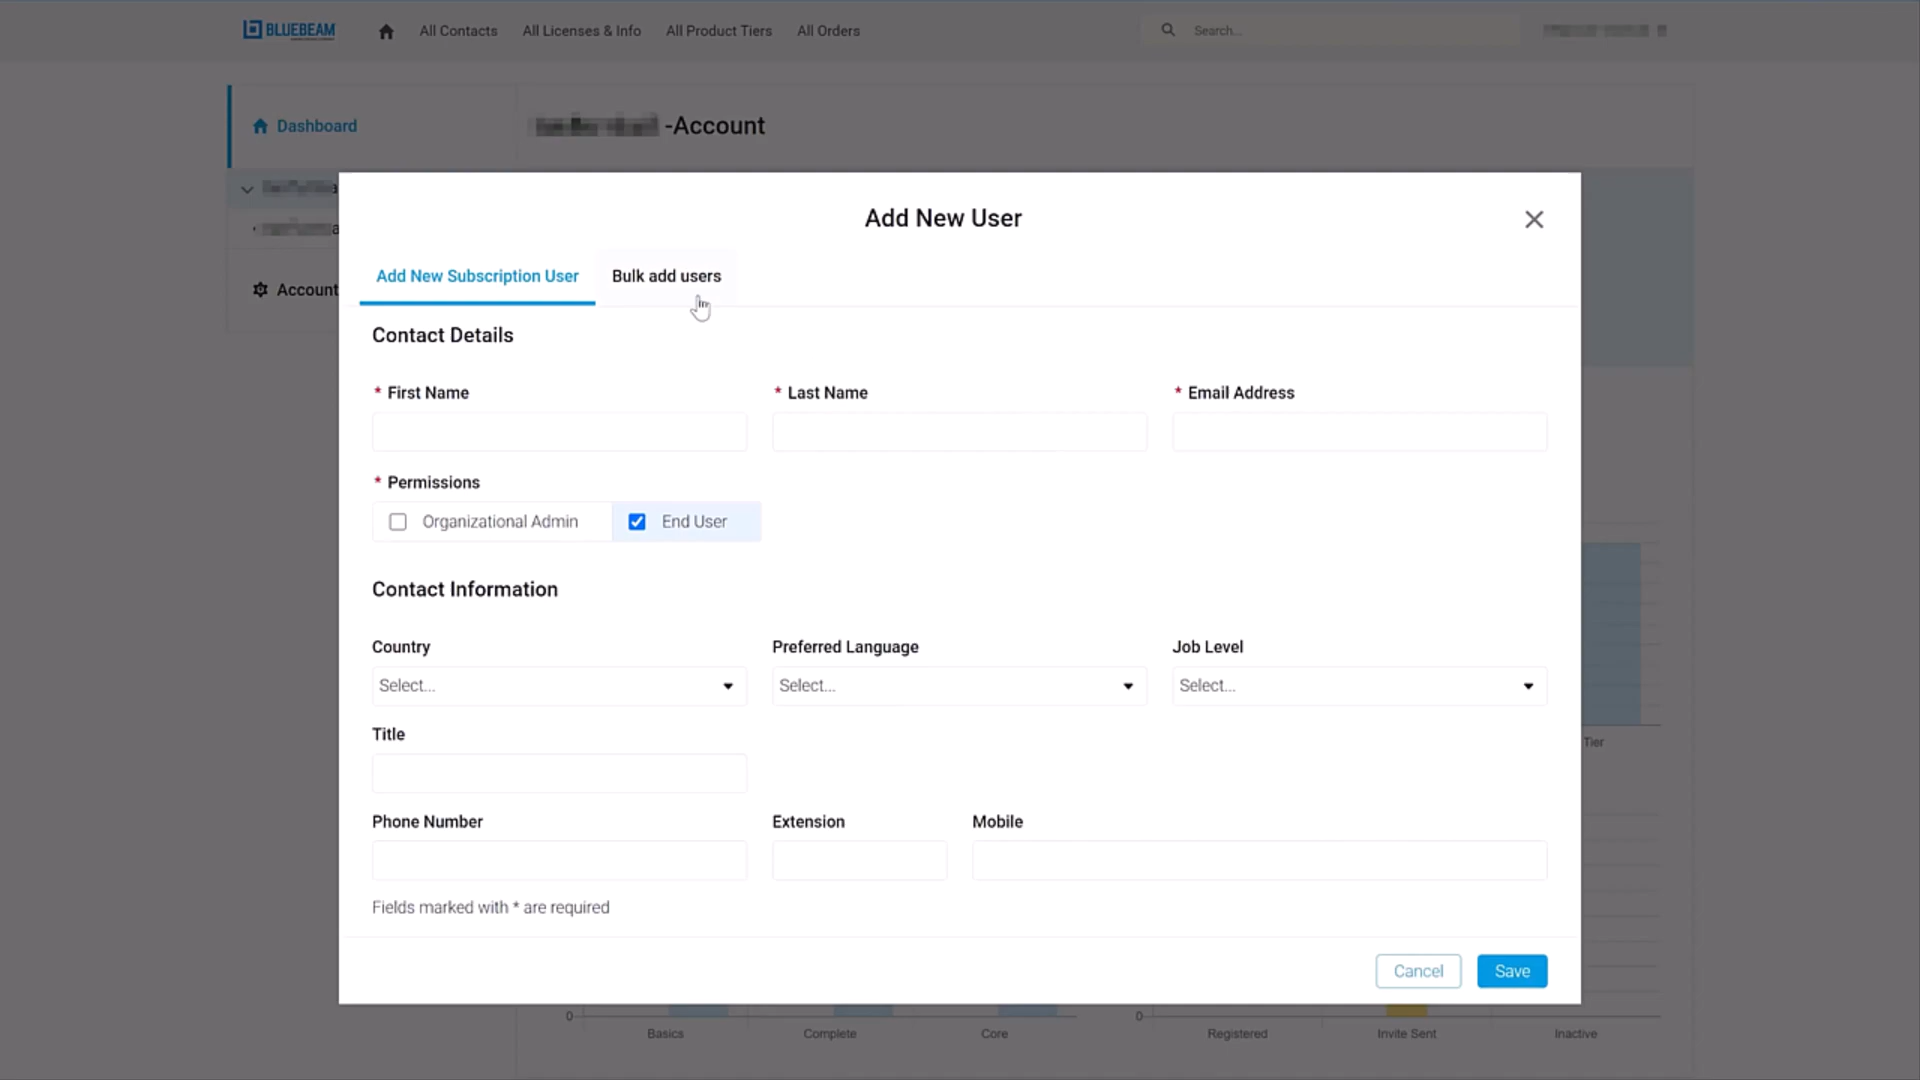 BLUEBEAM All Contacts All Licenses & Info All Product Tiers All Orders Search...
Dashboard
-Account
Account
Add New User
Add New Subscription User Bulk add users
Contact Details
* First Name * Last Name * Email Address
* Permissions
Organizational Admin End User
Contact Information
Country Preferred Language Job Level
Select... Select... Select...
Tier
Title
Phone Number Extension Mobile
Fields marked with * are required
Cancel Save
0 0
Basics Complete Core Registered Invite Sent Inactive